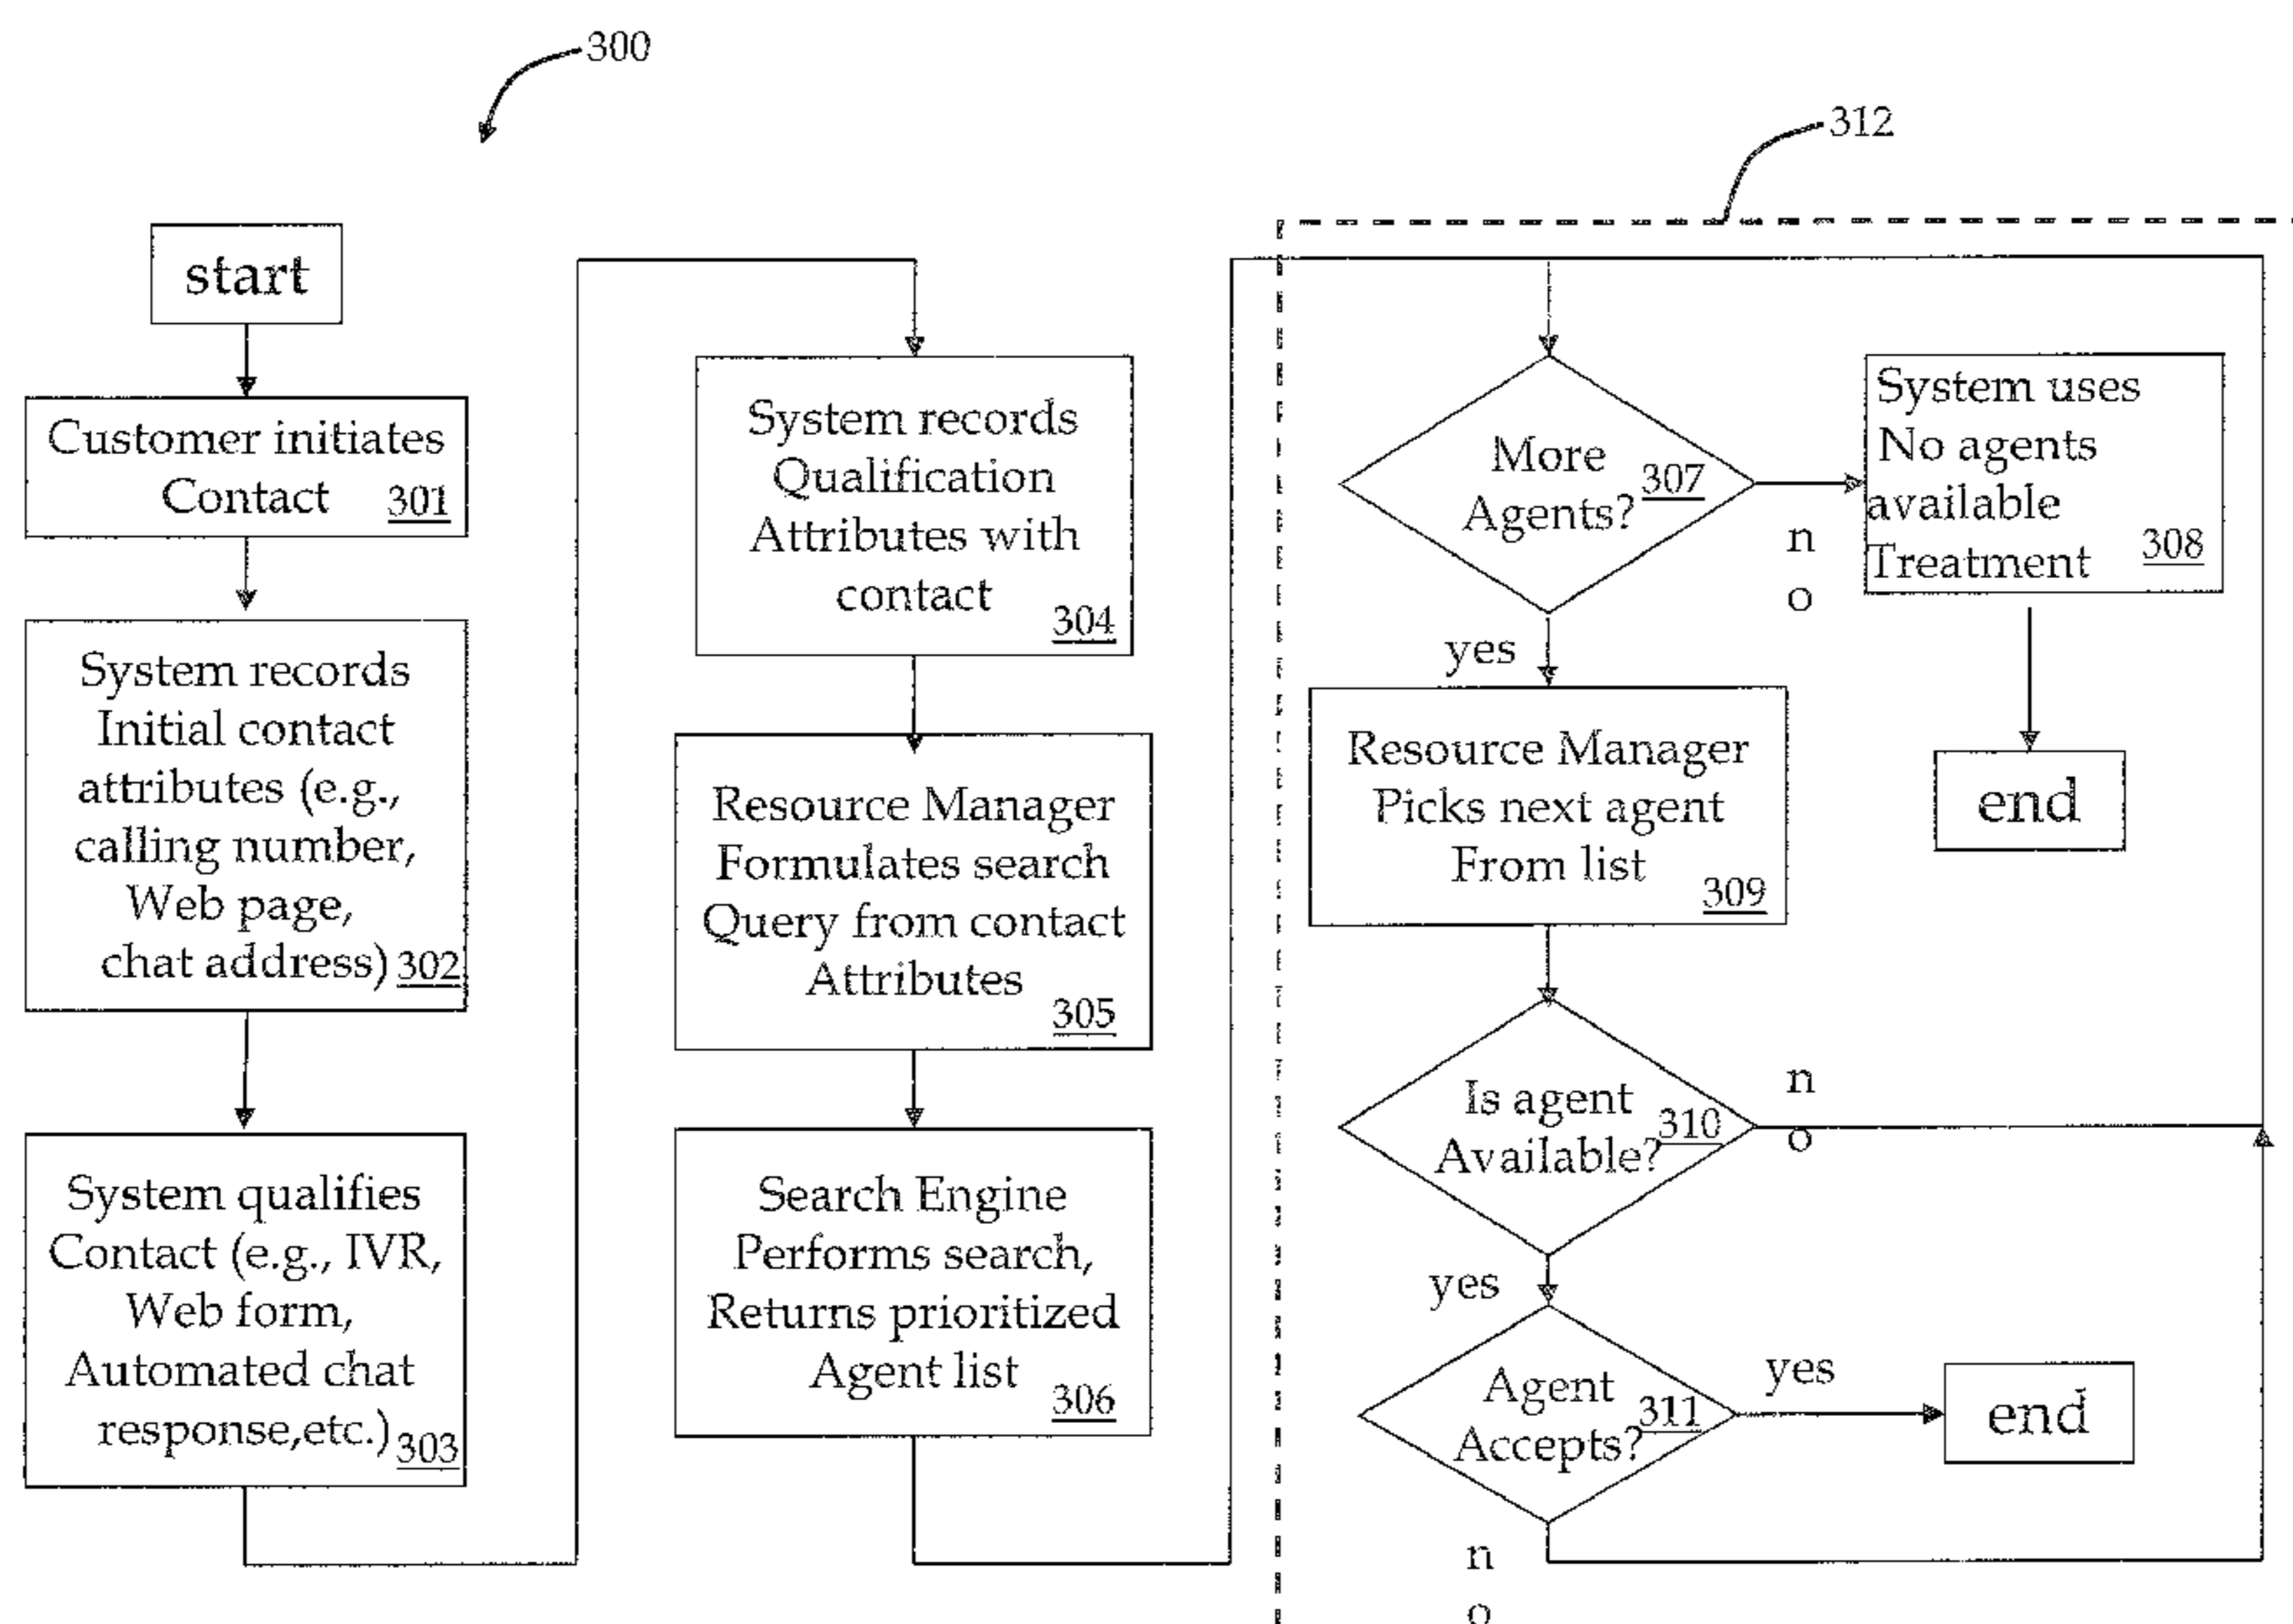 300
312
start
Customer initiates
Contact 301
System records
Initial contact
attributes (e.g.,
calling number,
Web page,
chat address) 302
System qualifies
Contact (e.g., IVR,
Web form,
Automated chat
response,etc.) 303
System records
Qualification
Attributes with
contact
304
Resource Manager
Formulates search
Query from contact
Attributes
305
Search Engine
Performs search,
Returns prioritized
Agent list
306
More
Agents? 307
n
o
System uses
No agents
available
Treatment 308
end
yes
Resource Manager
Picks next agent
From list
309
Is agent
Available? 310
n
o
yes
Agent
Accepts? 311
yes
end
n
o